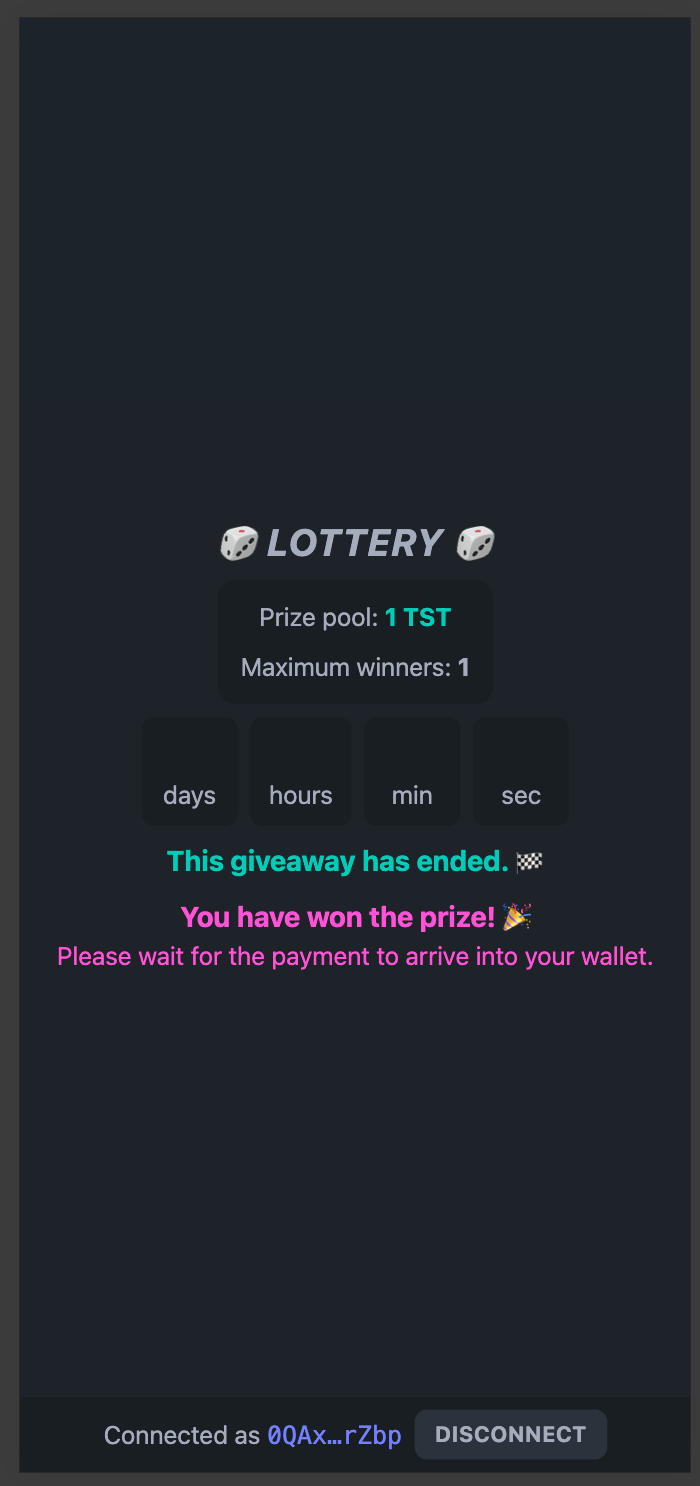 🎲 LOTTERY 🎲
Prize pool: 1 TST
Maximum winners: 1
days hours min sec
This giveaway has ended. 🏁
You have won the prize! 🎉
Please wait for the payment to arrive into your wallet.
Connected as 0QAx…rZbp DISCONNECT